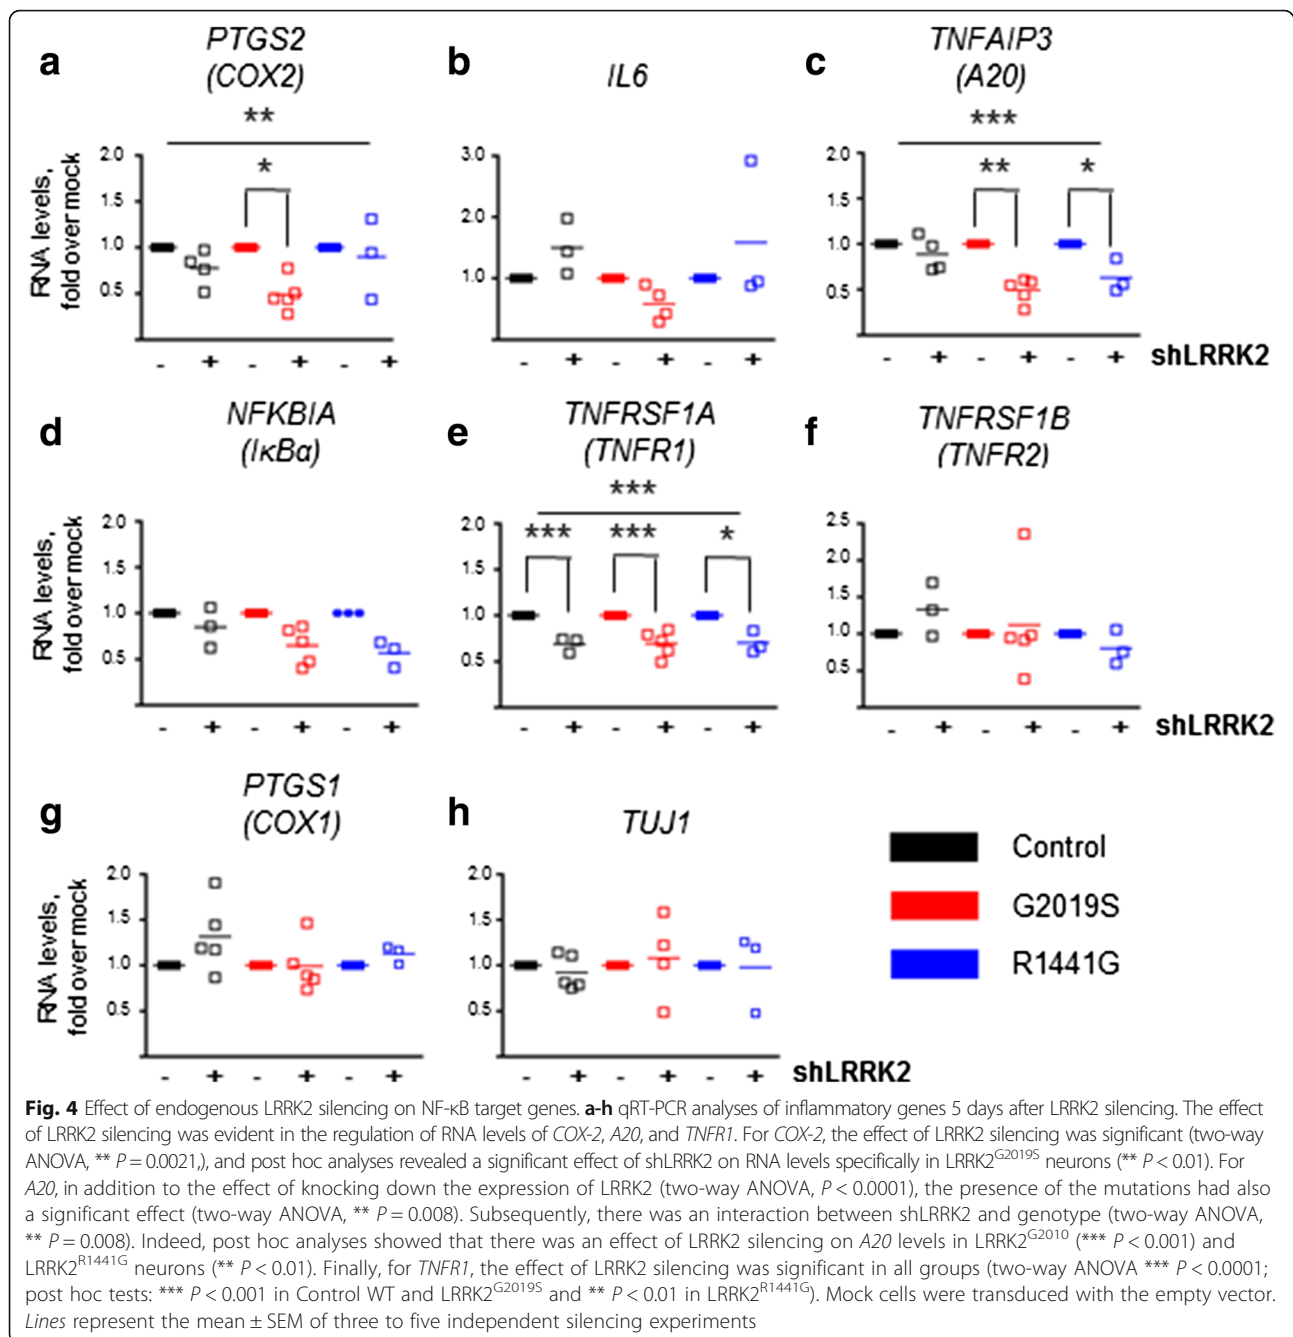 a
PTGS2
(COX2)
**
*
RNA levels,
fold over mock
2.0
1.5
1.0
0.5
- + - + - +
b
IL6
3.0
2.0
1.0
- + - + - +
c
TNFAIP3
(A20)
***
** *
2.0
1.5
1.0
0.5
- + - + - + shLRRK2
d
NFKBIA
(IκBα)
RNA levels,
fold over mock
2.0
1.5
1.0
0.5
- + - + - +
e
TNFRSF1A
(TNFR1)
***
*** *** *
2.0
1.5
1.0
0.5
- + - + - +
f
TNFRSF1B
(TNFR2)
2.5
2.0
1.5
1.0
0.5
- + - + - + shLRRK2
g
PTGS1
(COX1)
RNA levels,
fold over mock
2.0
1.5
1.0
0.5
- + - + - +
h
TUJ1
2.0
1.5
1.0
0.5
- + - + - + shLRRK2
Control
G2019S
R1441G
Fig. 4 Effect of endogenous LRRK2 silencing on NF-κB target genes. a-h qRT-PCR analyses of inflammatory genes 5 days after LRRK2 silencing. The effect
of LRRK2 silencing was evident in the regulation of RNA levels of COX-2, A20, and TNFR1. For COX-2, the effect of LRRK2 silencing was significant (two-way
ANOVA, ** P = 0.0021,), and post hoc analyses revealed a significant effect of shLRRK2 on RNA levels specifically in LRRK2G2019S neurons (** P < 0.01). For
A20, in addition to the effect of knocking down the expression of LRRK2 (two-way ANOVA, P < 0.0001), the presence of the mutations had also
a significant effect (two-way ANOVA, ** P = 0.008). Subsequently, there was an interaction between shLRRK2 and genotype (two-way ANOVA,
** P = 0.008). Indeed, post hoc analyses showed that there was an effect of LRRK2 silencing on A20 levels in LRRK2G2010 (*** P < 0.001) and
LRRK2R1441G neurons (** P < 0.01). Finally, for TNFR1, the effect of LRRK2 silencing was significant in all groups (two-way ANOVA *** P < 0.0001;
post hoc tests: *** P < 0.001 in Control WT and LRRK2G2019S and ** P < 0.01 in LRRK2R1441G). Mock cells were transduced with the empty vector.
Lines represent the mean ± SEM of three to five independent silencing experiments